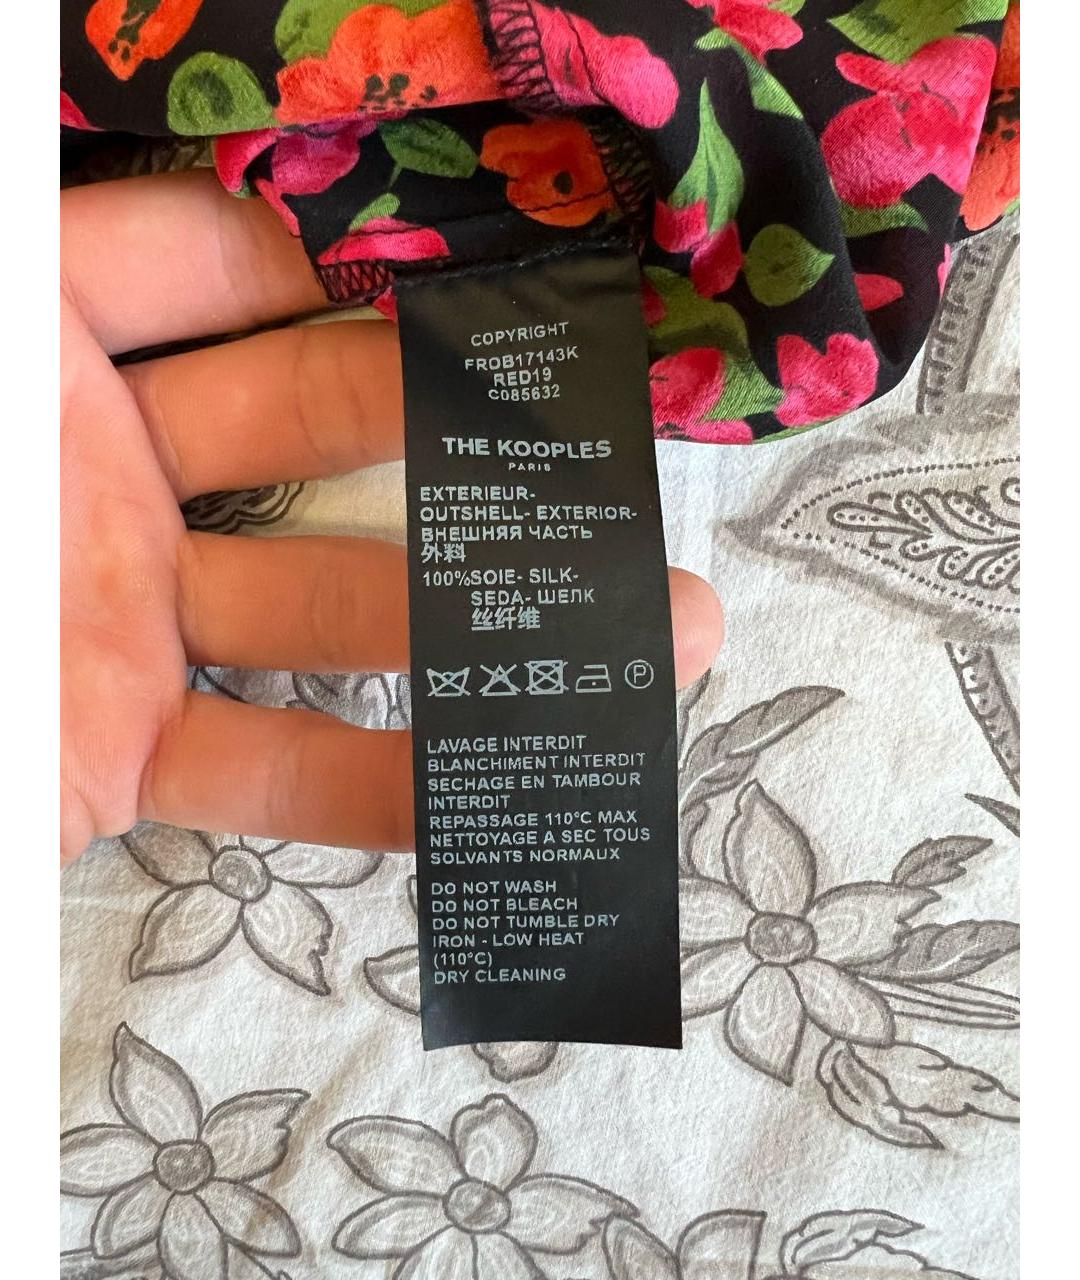 COPYRIGHT
FROB17143K
RED19
C085632
THE KOOPLES
PARIS
EXTERIEUR-
OUTSHELL- EXTERIOR-
ВНЕШНЯЯ ЧАСТЬ
外料
100%SOIE- SILK-
SEDA- ШЕЛК
丝纤维
P
LAVAGE INTERDIT
BLANCHIMENT INTERDIT
SECHAGE EN TAMBOUR
INTERDIT
REPASSAGE 110°C MAX
NETTOYAGE A SEC TOUS
SOLVANTS NORMAUX
DO NOT WASH
DO NOT BLEACH
DO NOT TUMBLE DRY
IRON - LOW HEAT
(110°C)
DRY CLEANING